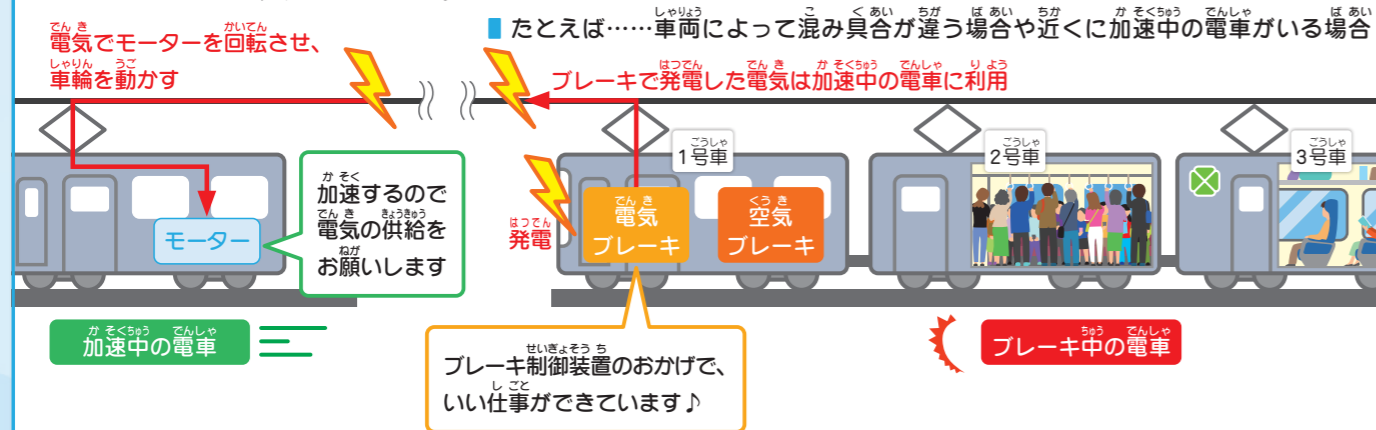 たとえば……車両によって混み具合が違う場合や近くに加速中の電車がいる場合
電気でモーターを回転させ、
車輪を動かす
ブレーキで発電した電気は加速中の電車に利用
1号車
2号車
3号車
モーター
加速するので
電気の供給を
お願いします
発電
電気
ブレーキ
空気
ブレーキ
加速中の電車
ブレーキ制御装置のおかげで、
いい仕事ができています♪
ブレーキ中の電車